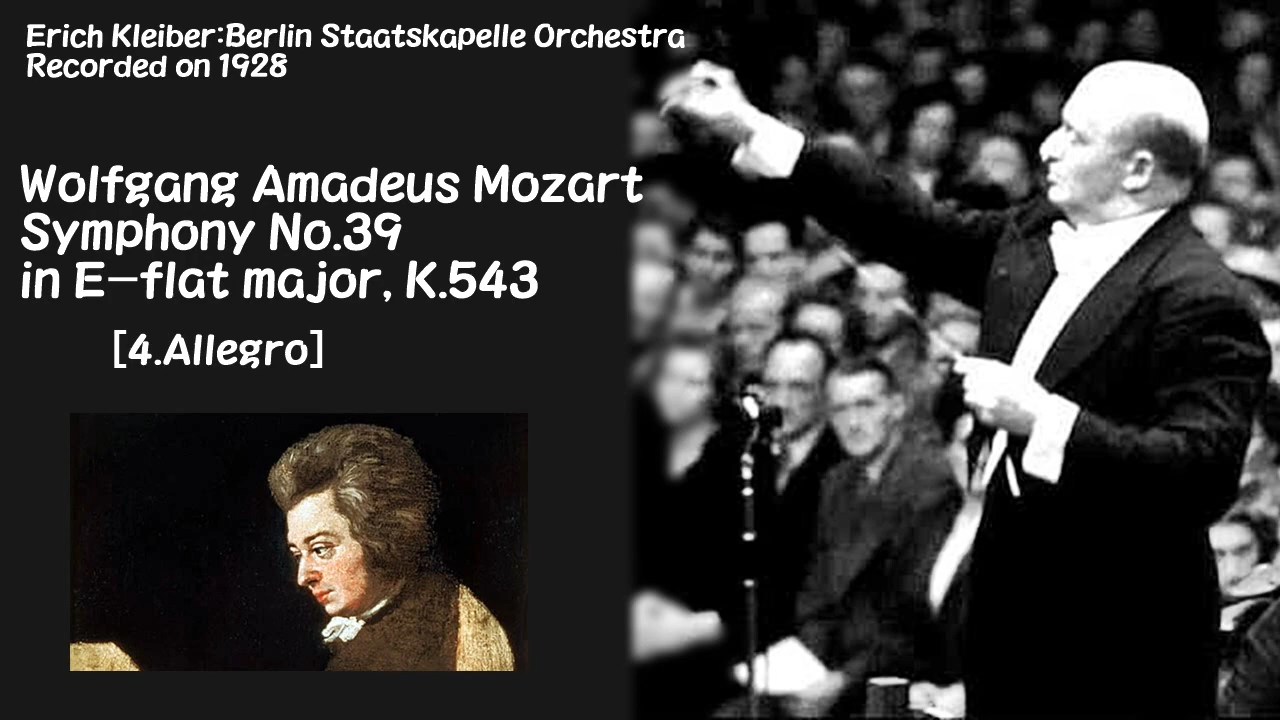 Erich Kleiber:Berlin Staatskapelle Orchestra
Recorded on 1928
Wolfgang Amadeus Mozart
Symphony No.39
in E-flat major, K.543
[4.Allegro]